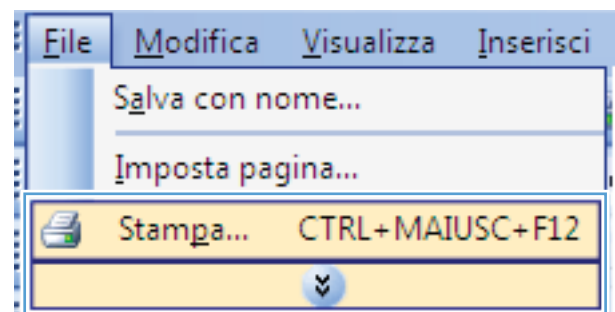 File Modifica Visualizza Inserisci
Salva con nome...
Imposta pagina...
Stampa... CTRL+MAIUSC+F12